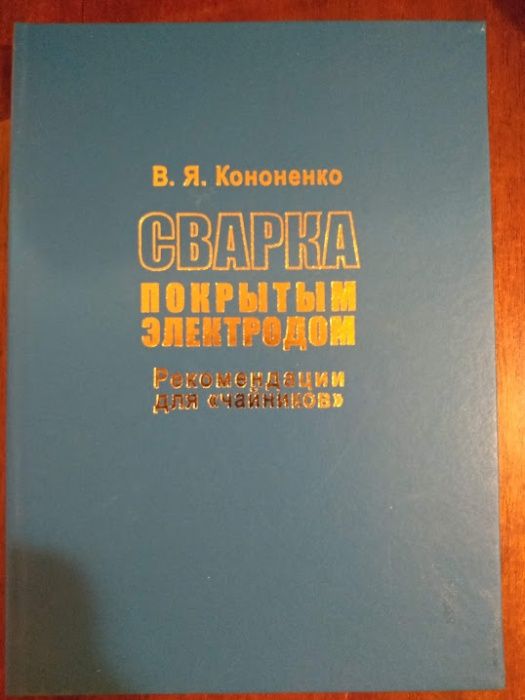 В. Я. Кононенко
СВАРКА
ПОКРЫТЫМ
ЭЛЕКТРОДОМ
Рекомендации
для «чайников»